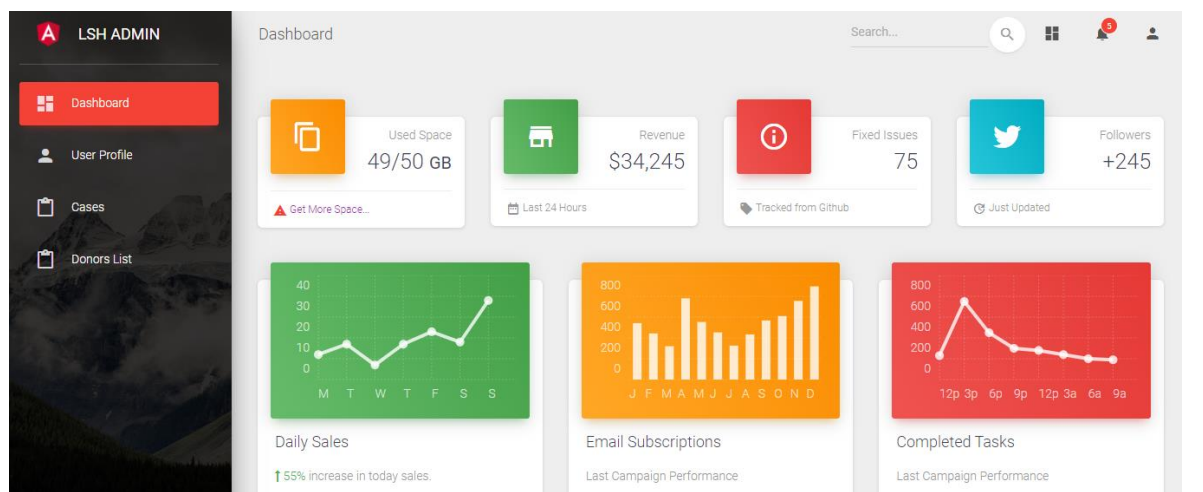 LSH ADMIN
Dashboard
User Profile
Cases
Donors List
Dashboard
Search...
5
Used Space
49/50 GB
Get More Space...
Revenue
$34,245
Last 24 Hours
Fixed Issues
75
Tracked from Github
Followers
+245
Just Updated
40
30
20
10
0
M T W T F S S
Daily Sales
55% increase in today sales.
800
600
400
200
0
J F M A M J J A S O N D
Email Subscriptions
Last Campaign Performance
800
600
400
200
0
12p 3p 6p 9p 12p 3a 6a 9a
Completed Tasks
Last Campaign Performance